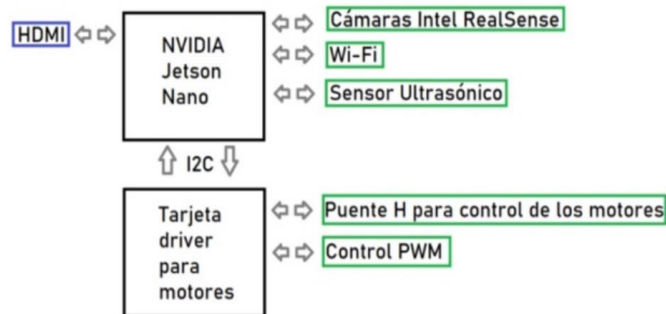 HDMI
NVIDIA
Jetson
Nano
Cámaras Intel RealSense
Wi-Fi
Sensor Ultrasónico
I2C
Tarjeta
driver
para
motores
Puente H para control de los motores
Control PWM